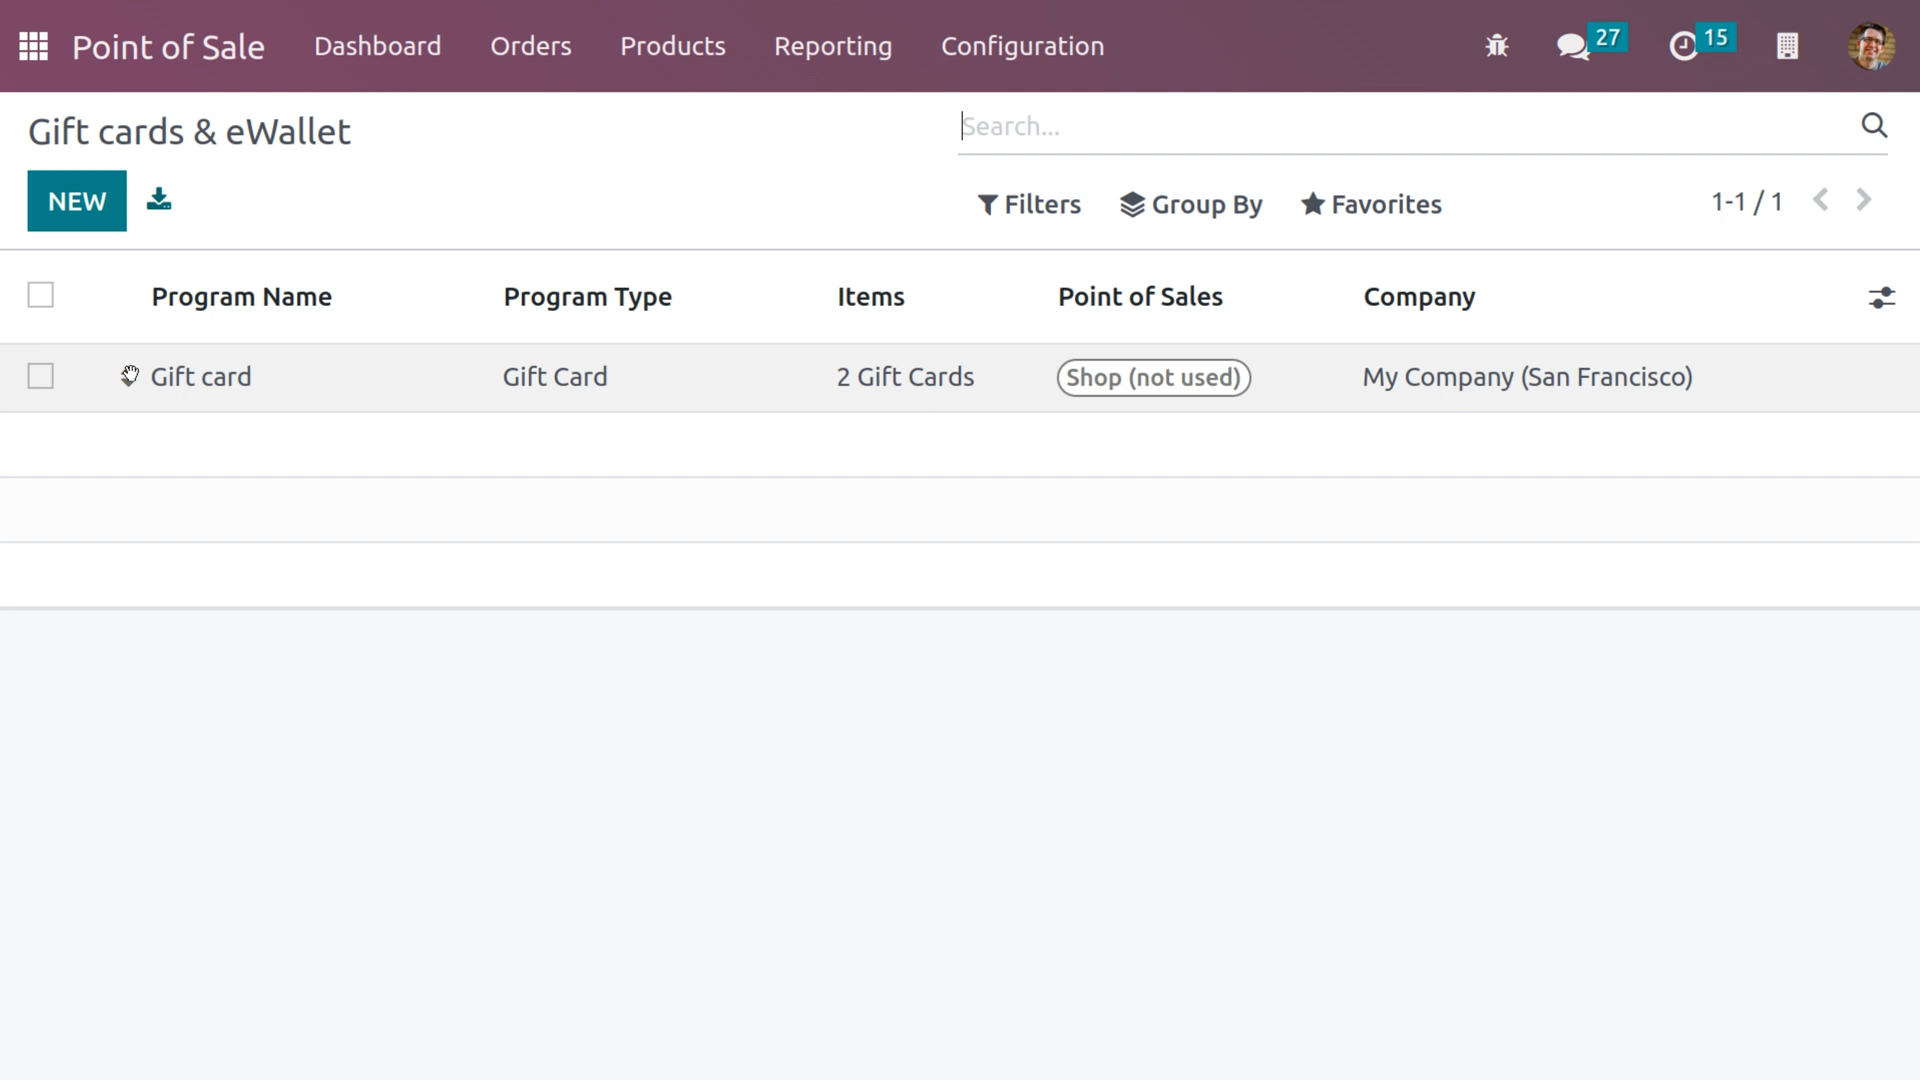 Point of Sale Dashboard Orders Products Reporting Configuration 27 15
Gift cards & eWallet
Search...
NEW
Filters Group By Favorites 1-1 / 1
Program Name Program Type Items Point of Sales Company
Gift card Gift Card 2 Gift Cards Shop (not used) My Company (San Francisco)